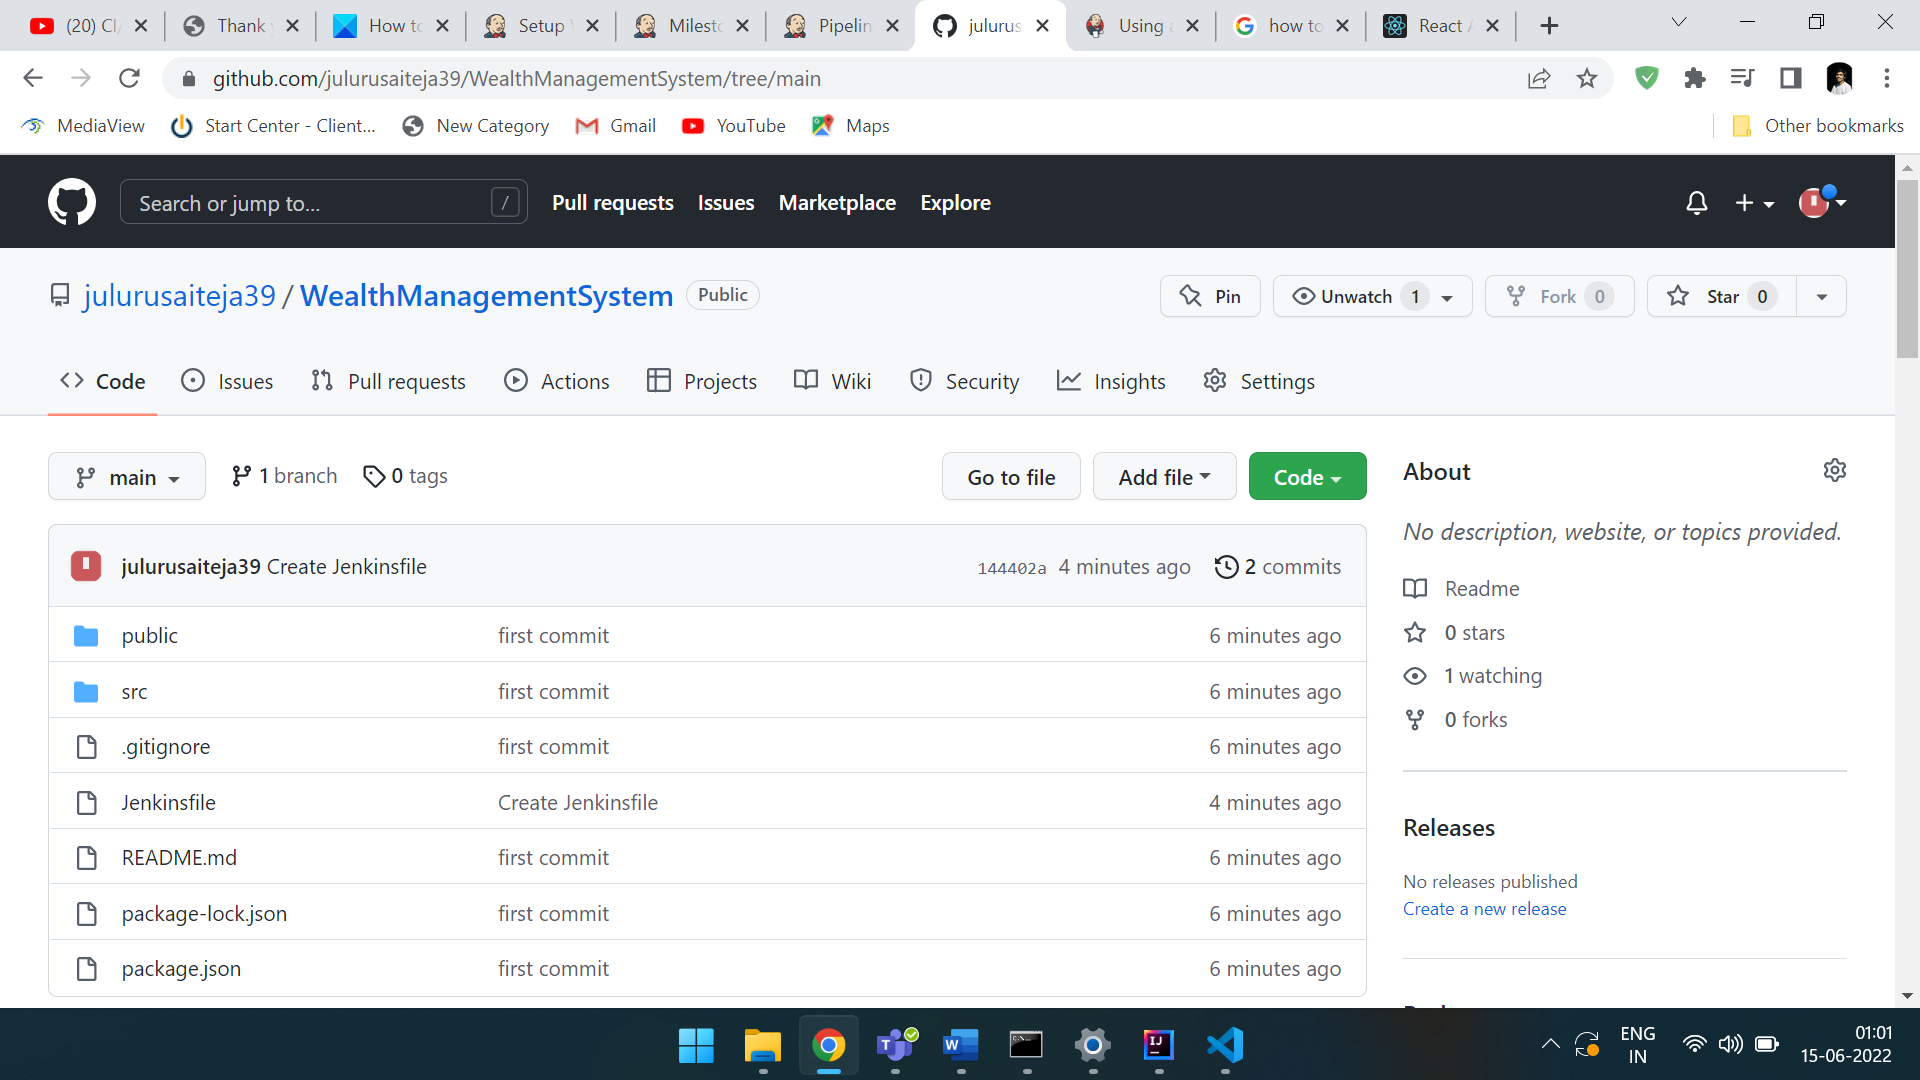 (20) CI/ Thank y How to Setup Milesto Pipelin julurus Using a how to React A
github.com/julurusaiteja39/WealthManagementSystem/tree/main
MediaView Start Center - Client... New Category Gmail YouTube Maps Other bookmarks
Search or jump to... / Pull requests Issues Marketplace Explore
julurusaiteja39 / WealthManagementSystem Public Pin Unwatch 1 Fork 0 Star 0
Code Issues Pull requests Actions Projects Wiki Security Insights Settings
main 1 branch 0 tags Go to file Add file Code
julurusaiteja39 Create Jenkinsfile 144402a 4 minutes ago 2 commits
public first commit 6 minutes ago
src first commit 6 minutes ago
.gitignore first commit 6 minutes ago
Jenkinsfile Create Jenkinsfile 4 minutes ago
README.md first commit 6 minutes ago
package-lock.json first commit 6 minutes ago
package.json first commit 6 minutes ago
About
No description, website, or topics provided.
Readme
0 stars
1 watching
0 forks
Releases
No releases published
Create a new release
ENG
IN
01:01
15-06-2022